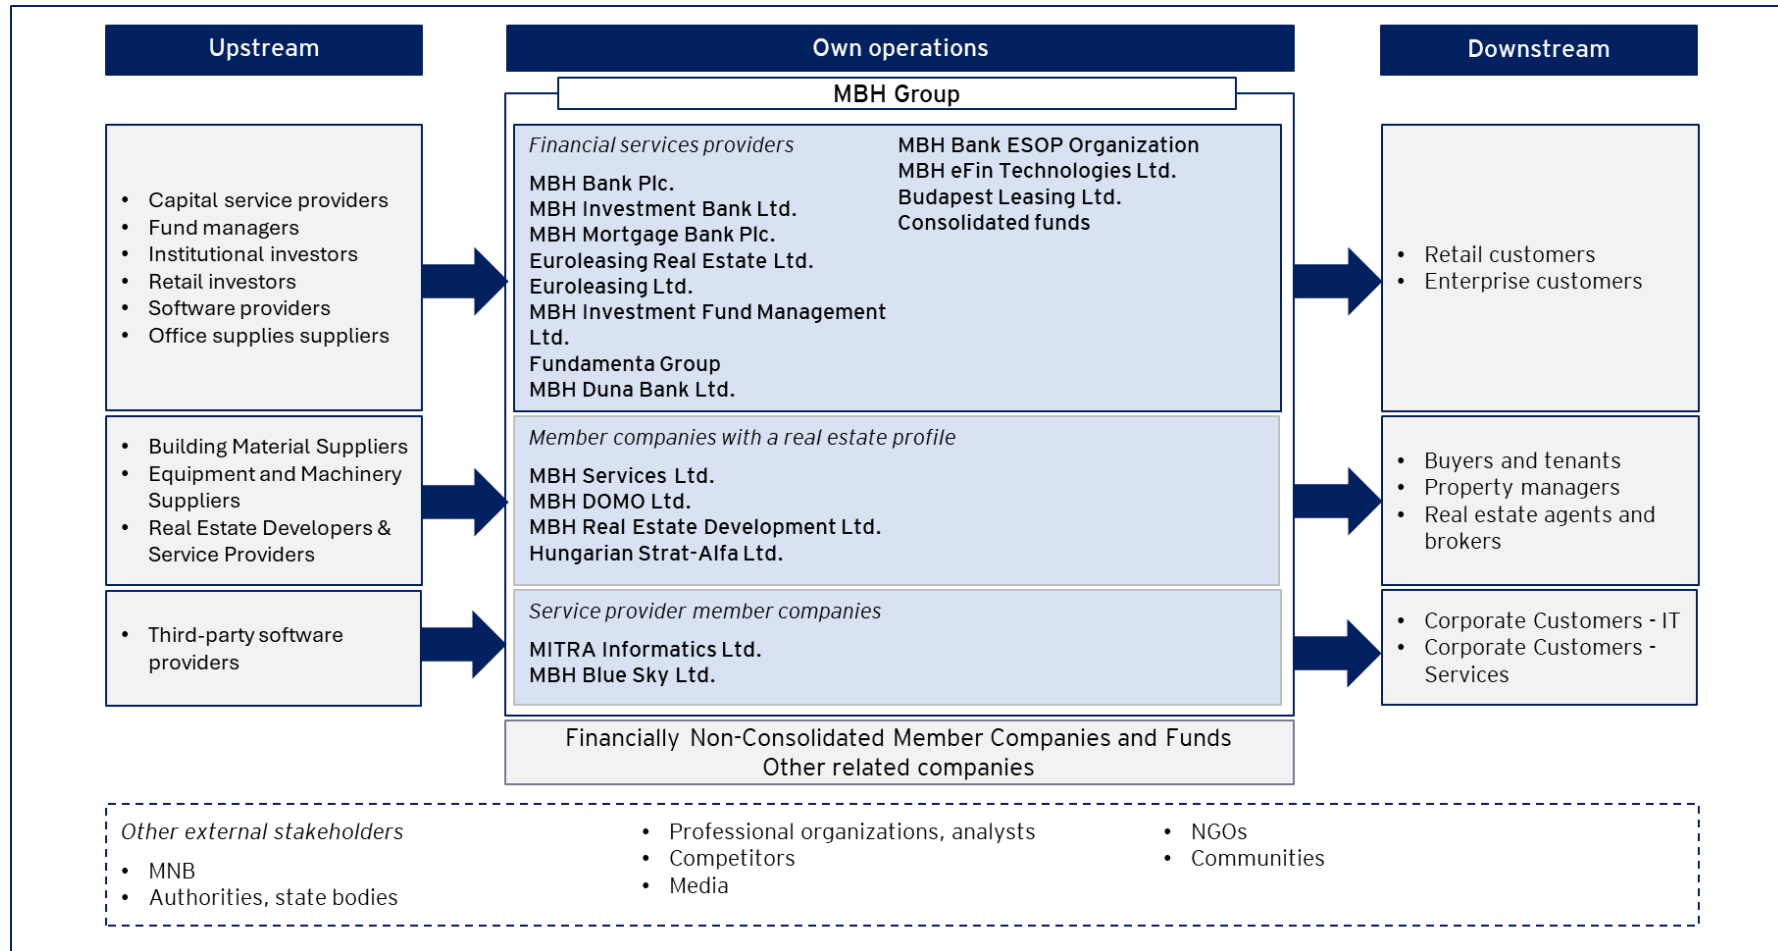 Upstream
Own operations
Downstream
MBH Group
• Capital service providers
• Fund managers
• Institutional investors
• Retail investors
• Software providers
• Office supplies suppliers
Financial services providers
MBH Bank Plc.
MBH Investment Bank Ltd.
MBH Mortgage Bank Plc.
Euroleasing Real Estate Ltd.
Euroleasing Ltd.
MBH Investment Fund Management
Ltd.
Fundamenta Group
MBH Duna Bank Ltd.
MBH Bank ESOP Organization
MBH eFin Technologies Ltd.
Budapest Leasing Ltd.
Consolidated funds
• Retail customers
• Enterprise customers
• Building Material Suppliers
• Equipment and Machinery
Suppliers
• Real Estate Developers &
Service Providers
Member companies with a real estate profile
MBH Services Ltd.
MBH DOMO Ltd.
MBH Real Estate Development Ltd.
Hungarian Strat-Alfa Ltd.
• Buyers and tenants
• Property managers
• Real estate agents and
brokers
• Third-party software
providers
Service provider member companies
MITRA Informatics Ltd.
MBH Blue Sky Ltd.
• Corporate Customers - IT
• Corporate Customers -
Services
Financially Non-Consolidated Member Companies and Funds
Other related companies
Other external stakeholders
• MNB
• Authorities, state bodies
• Professional organizations, analysts
• Competitors
• Media
• NGOs
• Communities